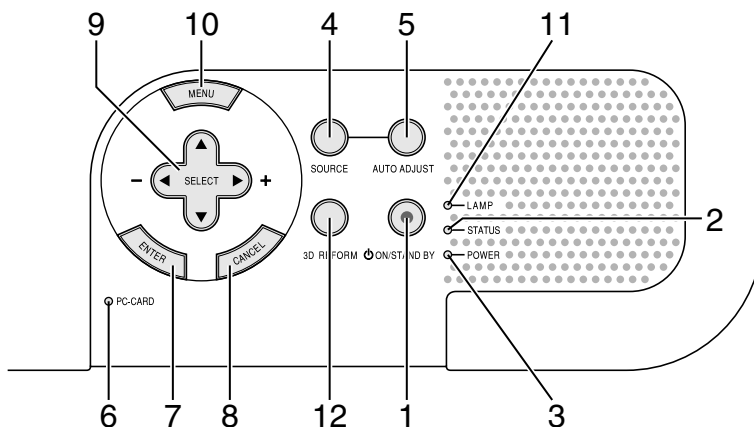 9 10 4 5 11
MENU
SELECT
− +
SOURCE AUTO ADJUST
LAMP
2
STATUS
ENTER CANCEL
3D REFORM ON/STAND BY POWER
PC-CARD
6 7 8 12 1 3